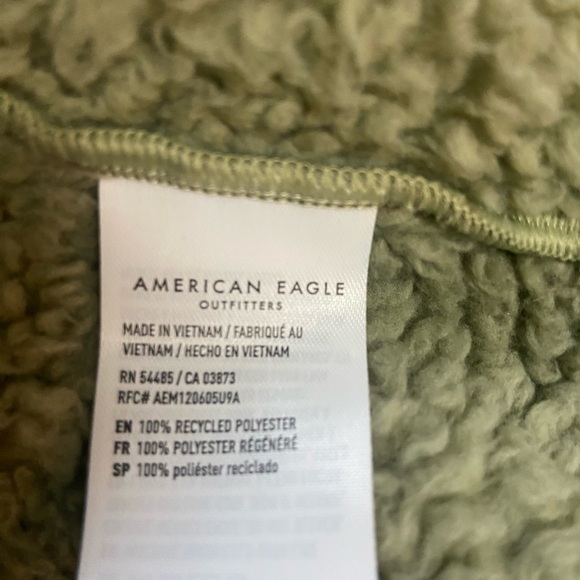 AMERICAN EAGLE
OUTFITTERS
MADE IN VIETNAM / FABRIQUÉ AU
VIETNAM / HECHO EN VIETNAM
RN 54485 / CA 03873
RFC# AEM120605U9A
EN 100% RECYCLED POLYESTER
FR 100% POLYESTER RÉGÉNÉRÉ
SP 100% poliéster reciclado